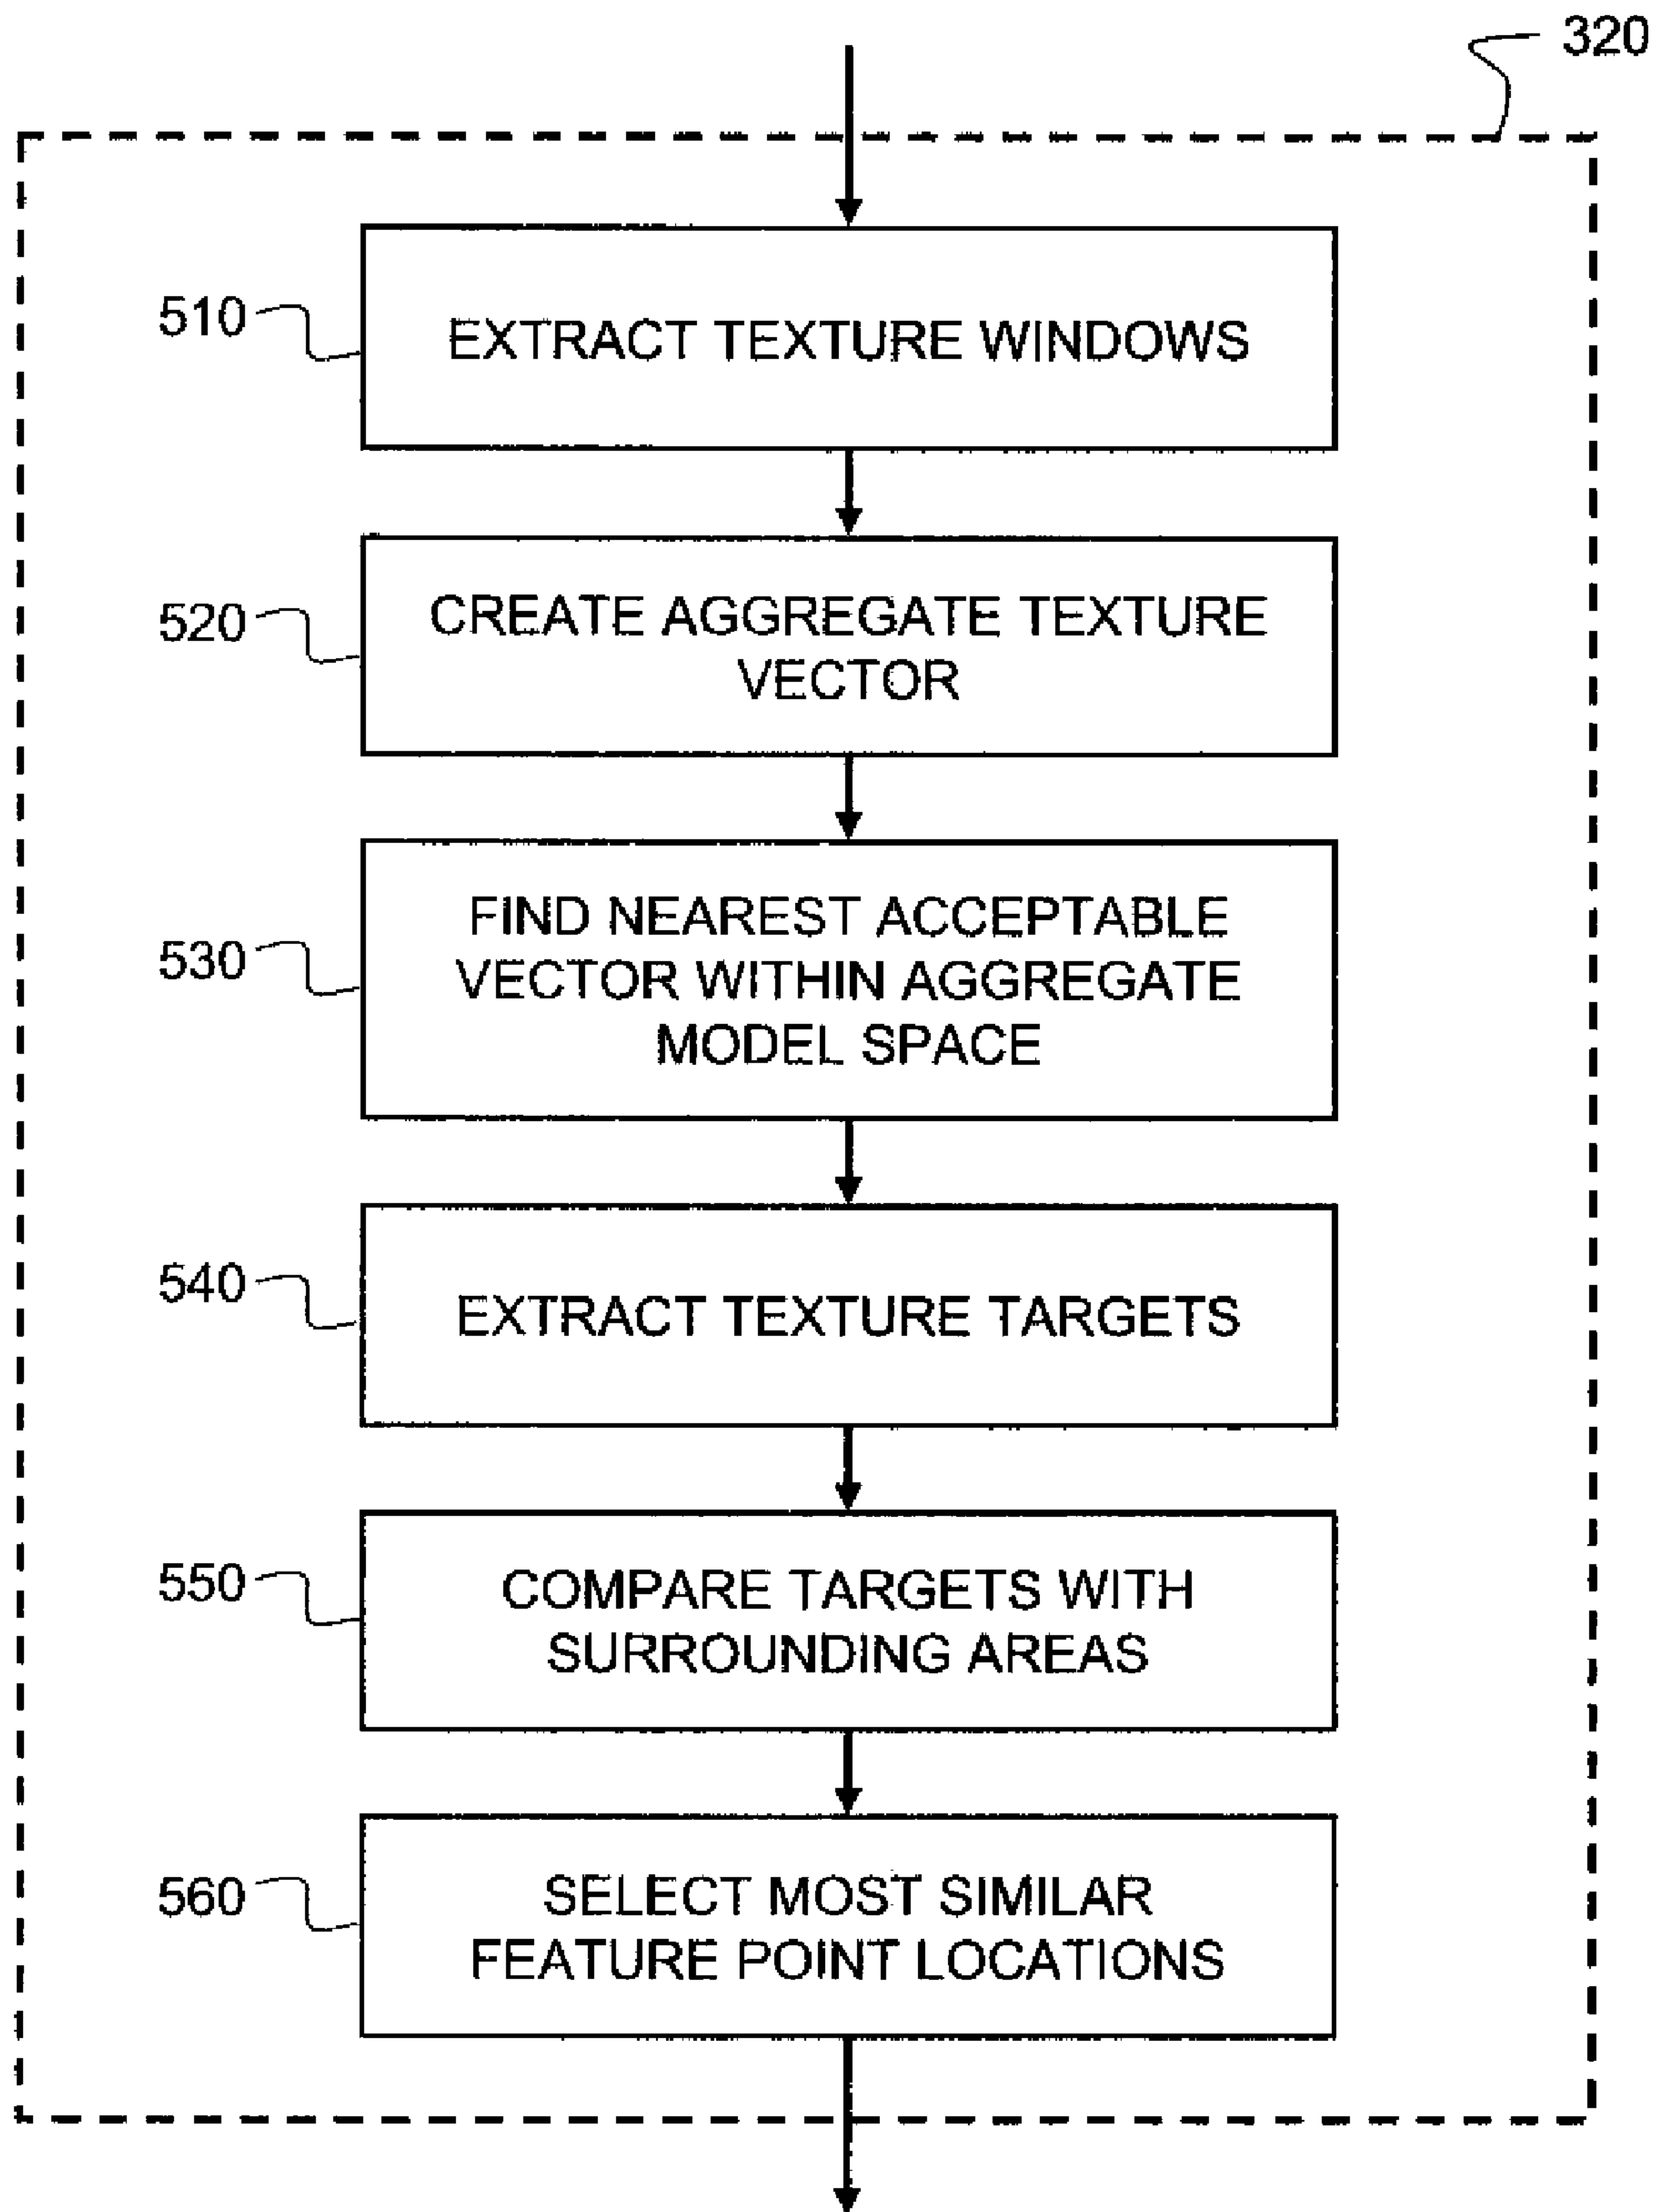 320
510
EXTRACT TEXTURE WINDOWS
520
CREATE AGGREGATE TEXTURE
VECTOR
530
FIND NEAREST ACCEPTABLE
VECTOR WITHIN AGGREGATE
MODEL SPACE
540
EXTRACT TEXTURE TARGETS
550
COMPARE TARGETS WITH
SURROUNDING AREAS
560
SELECT MOST SIMILAR
FEATURE POINT LOCATIONS